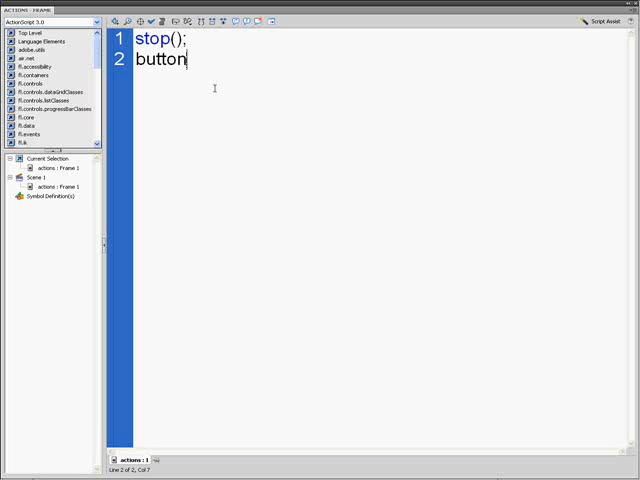 ACTIONS - FRAME
ActionScript 3.0
Script Assist
Top Level
Language Elements
adobe.utils
air.net
fl.accessibility
fl.containers
fl.controls
fl.controls.dataGridClasses
fl.controls.listClasses
fl.controls.progressBarClasses
fl.core
fl.data
fl.events
fl.ik
Current Selection
actions : Frame 1
Scene 1
actions : Frame 1
Symbol Definition(s)
1 stop();
2 button
actions : 1
Line 2 of 2, Col 7